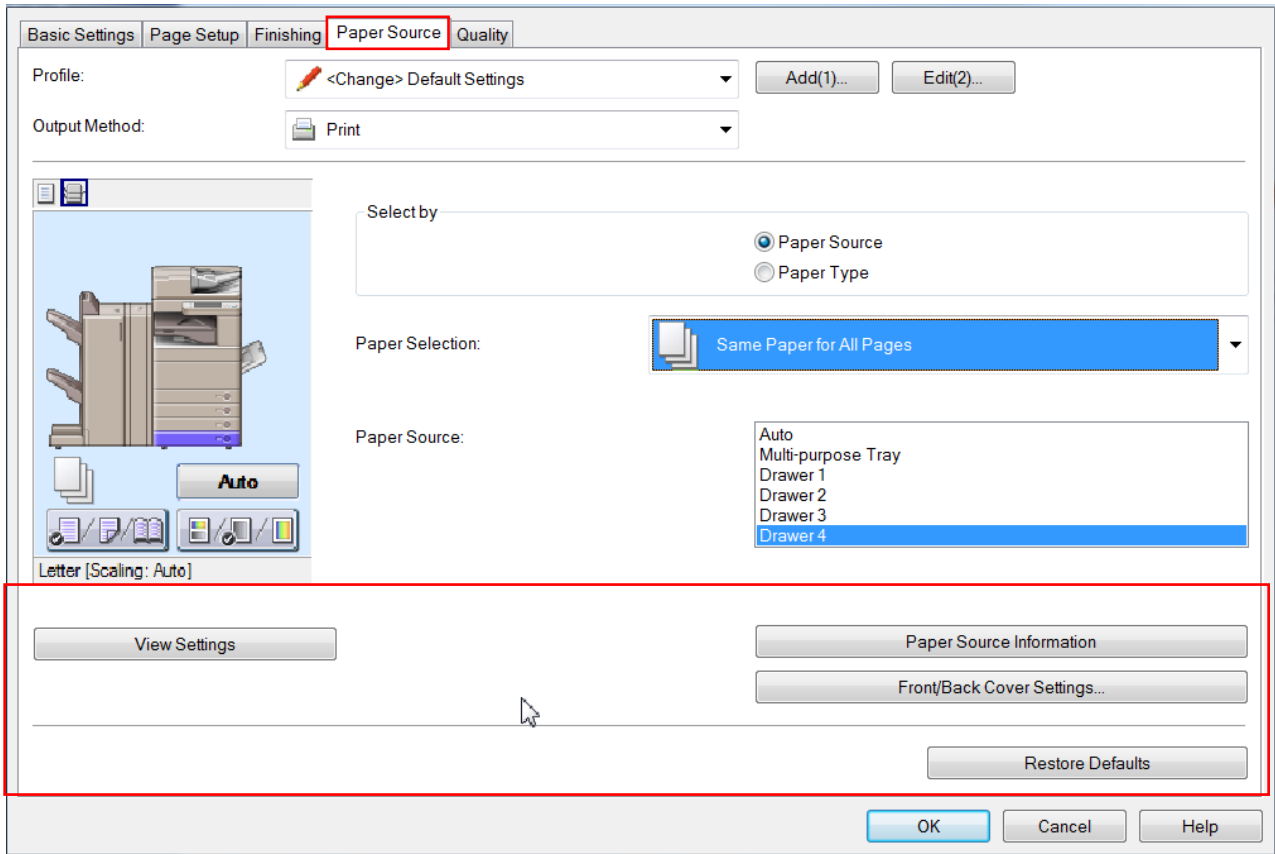 Basic Settings Page Setup Finishing Paper Source Quality
Profile: <Change> Default Settings Add(1)... Edit(2)...
Output Method: Print
Select by
Paper Source
Paper Type
Paper Selection: Same Paper for All Pages
Paper Source:
Auto
Multi-purpose Tray
Drawer 1
Drawer 2
Drawer 3
Drawer 4
Auto
Letter [Scaling: Auto]
View Settings Paper Source Information
Front/Back Cover Settings...
Restore Defaults
OK Cancel Help